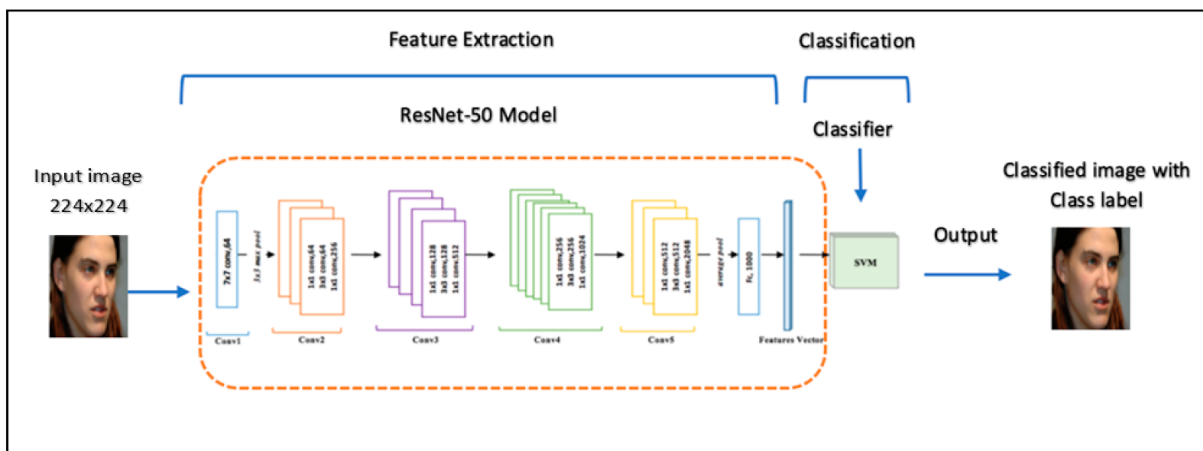 Feature Extraction
Classification
ResNet-50 Model
Classifier
Input image
224x224
Classified image with
Class label
7x7 conv,64
3x3 max pool
1x1 conv,64
3x3 conv,64
1x1 conv,256
1x1 conv,128
3x3 conv,128
1x1 conv,512
1x1 conv,256
3x3 conv,256
1x1 conv,1024
1x1 conv,512
3x3 conv,512
1x1 conv,2048
average pool
fc, 1000
SVM
Output
Conv1
Conv2
Conv3
Conv4
Conv5
Features Vector